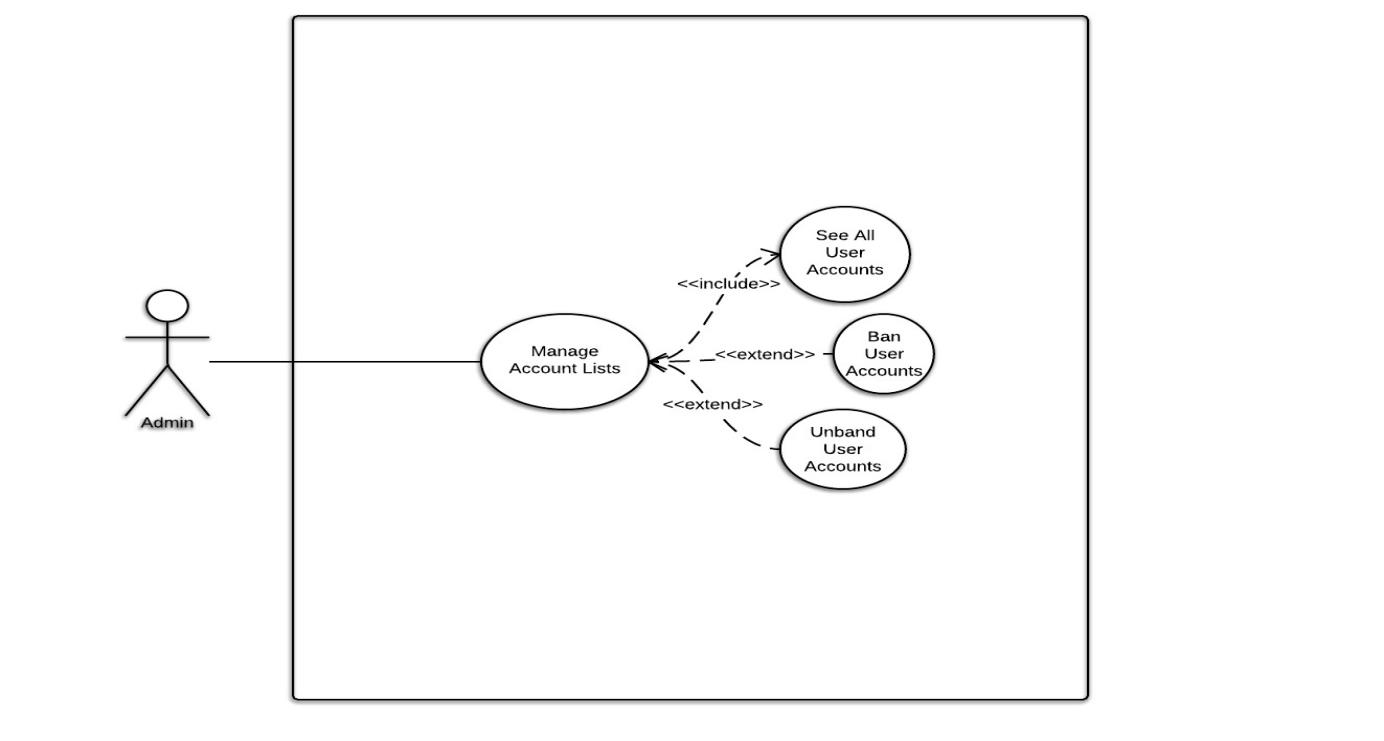 See All
User
Accounts
<<include>>
Manage
Account Lists
<<extend>>
Ban
User
Accounts
<<extend>>
Unband
User
Accounts
Admin